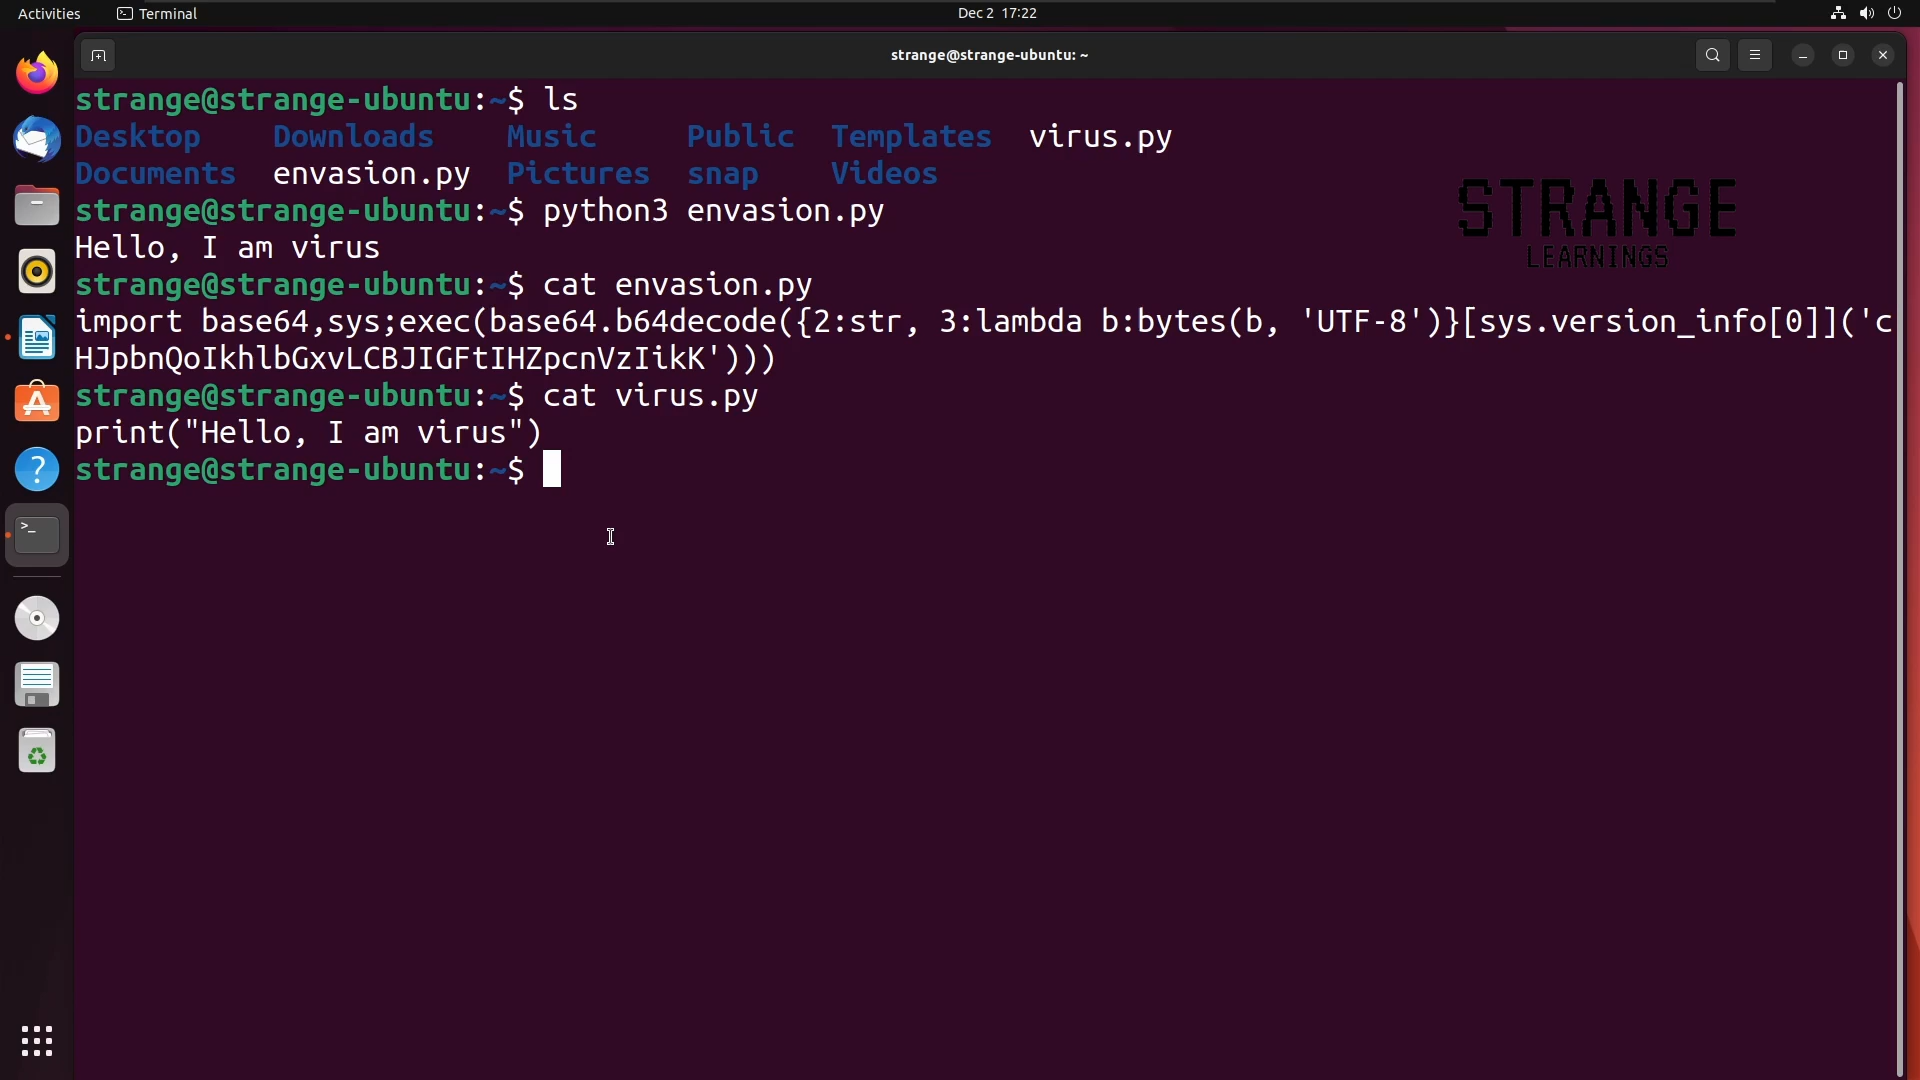 Activities Terminal Dec 2 17:22
strange@strange-ubuntu: ~
strange@strange-ubuntu:~$ ls
Desktop Downloads Music Public Templates virus.py
Documents envasion.py Pictures snap Videos
strange@strange-ubuntu:~$ python3 envasion.py
Hello, I am virus
strange@strange-ubuntu:~$ cat envasion.py
import base64,sys;exec(base64.b64decode({2:str, 3:lambda b:bytes(b, 'UTF-8')}[sys.version_info[0]]('c
HJpbnQoIkhlbGxvLCBJIGFtIHZpcnVzIikK')))
strange@strange-ubuntu:~$ cat virus.py
print("Hello, I am virus")
strange@strange-ubuntu:~$
STRANGE
LEARNINGS